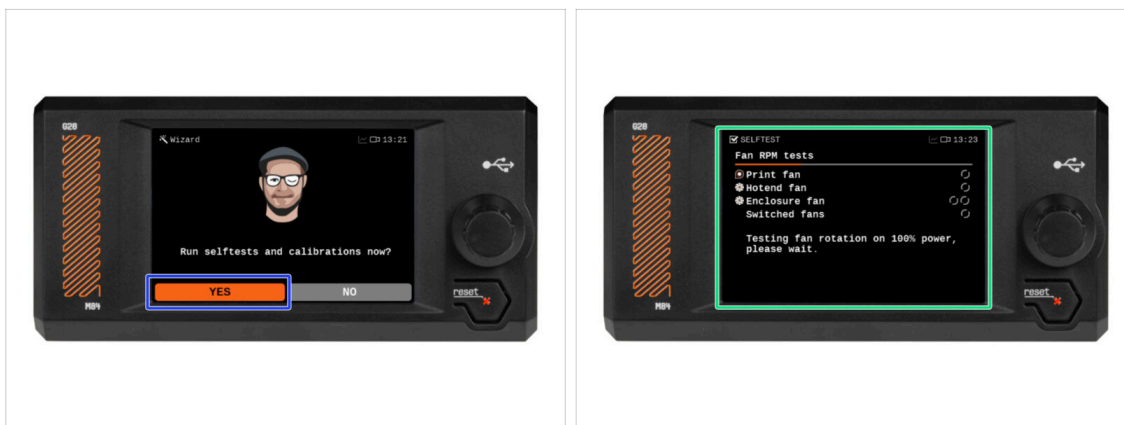 G28
Wizard
13:21
Run selftests and calibrations now?
YES
NO
reset
M84
G28
SELFTEST
13:23
Fan RPM tests
Print fan
Hotend fan
Enclosure fan
Switched fans
Testing fan rotation on 100% power,
please wait.
reset
M84